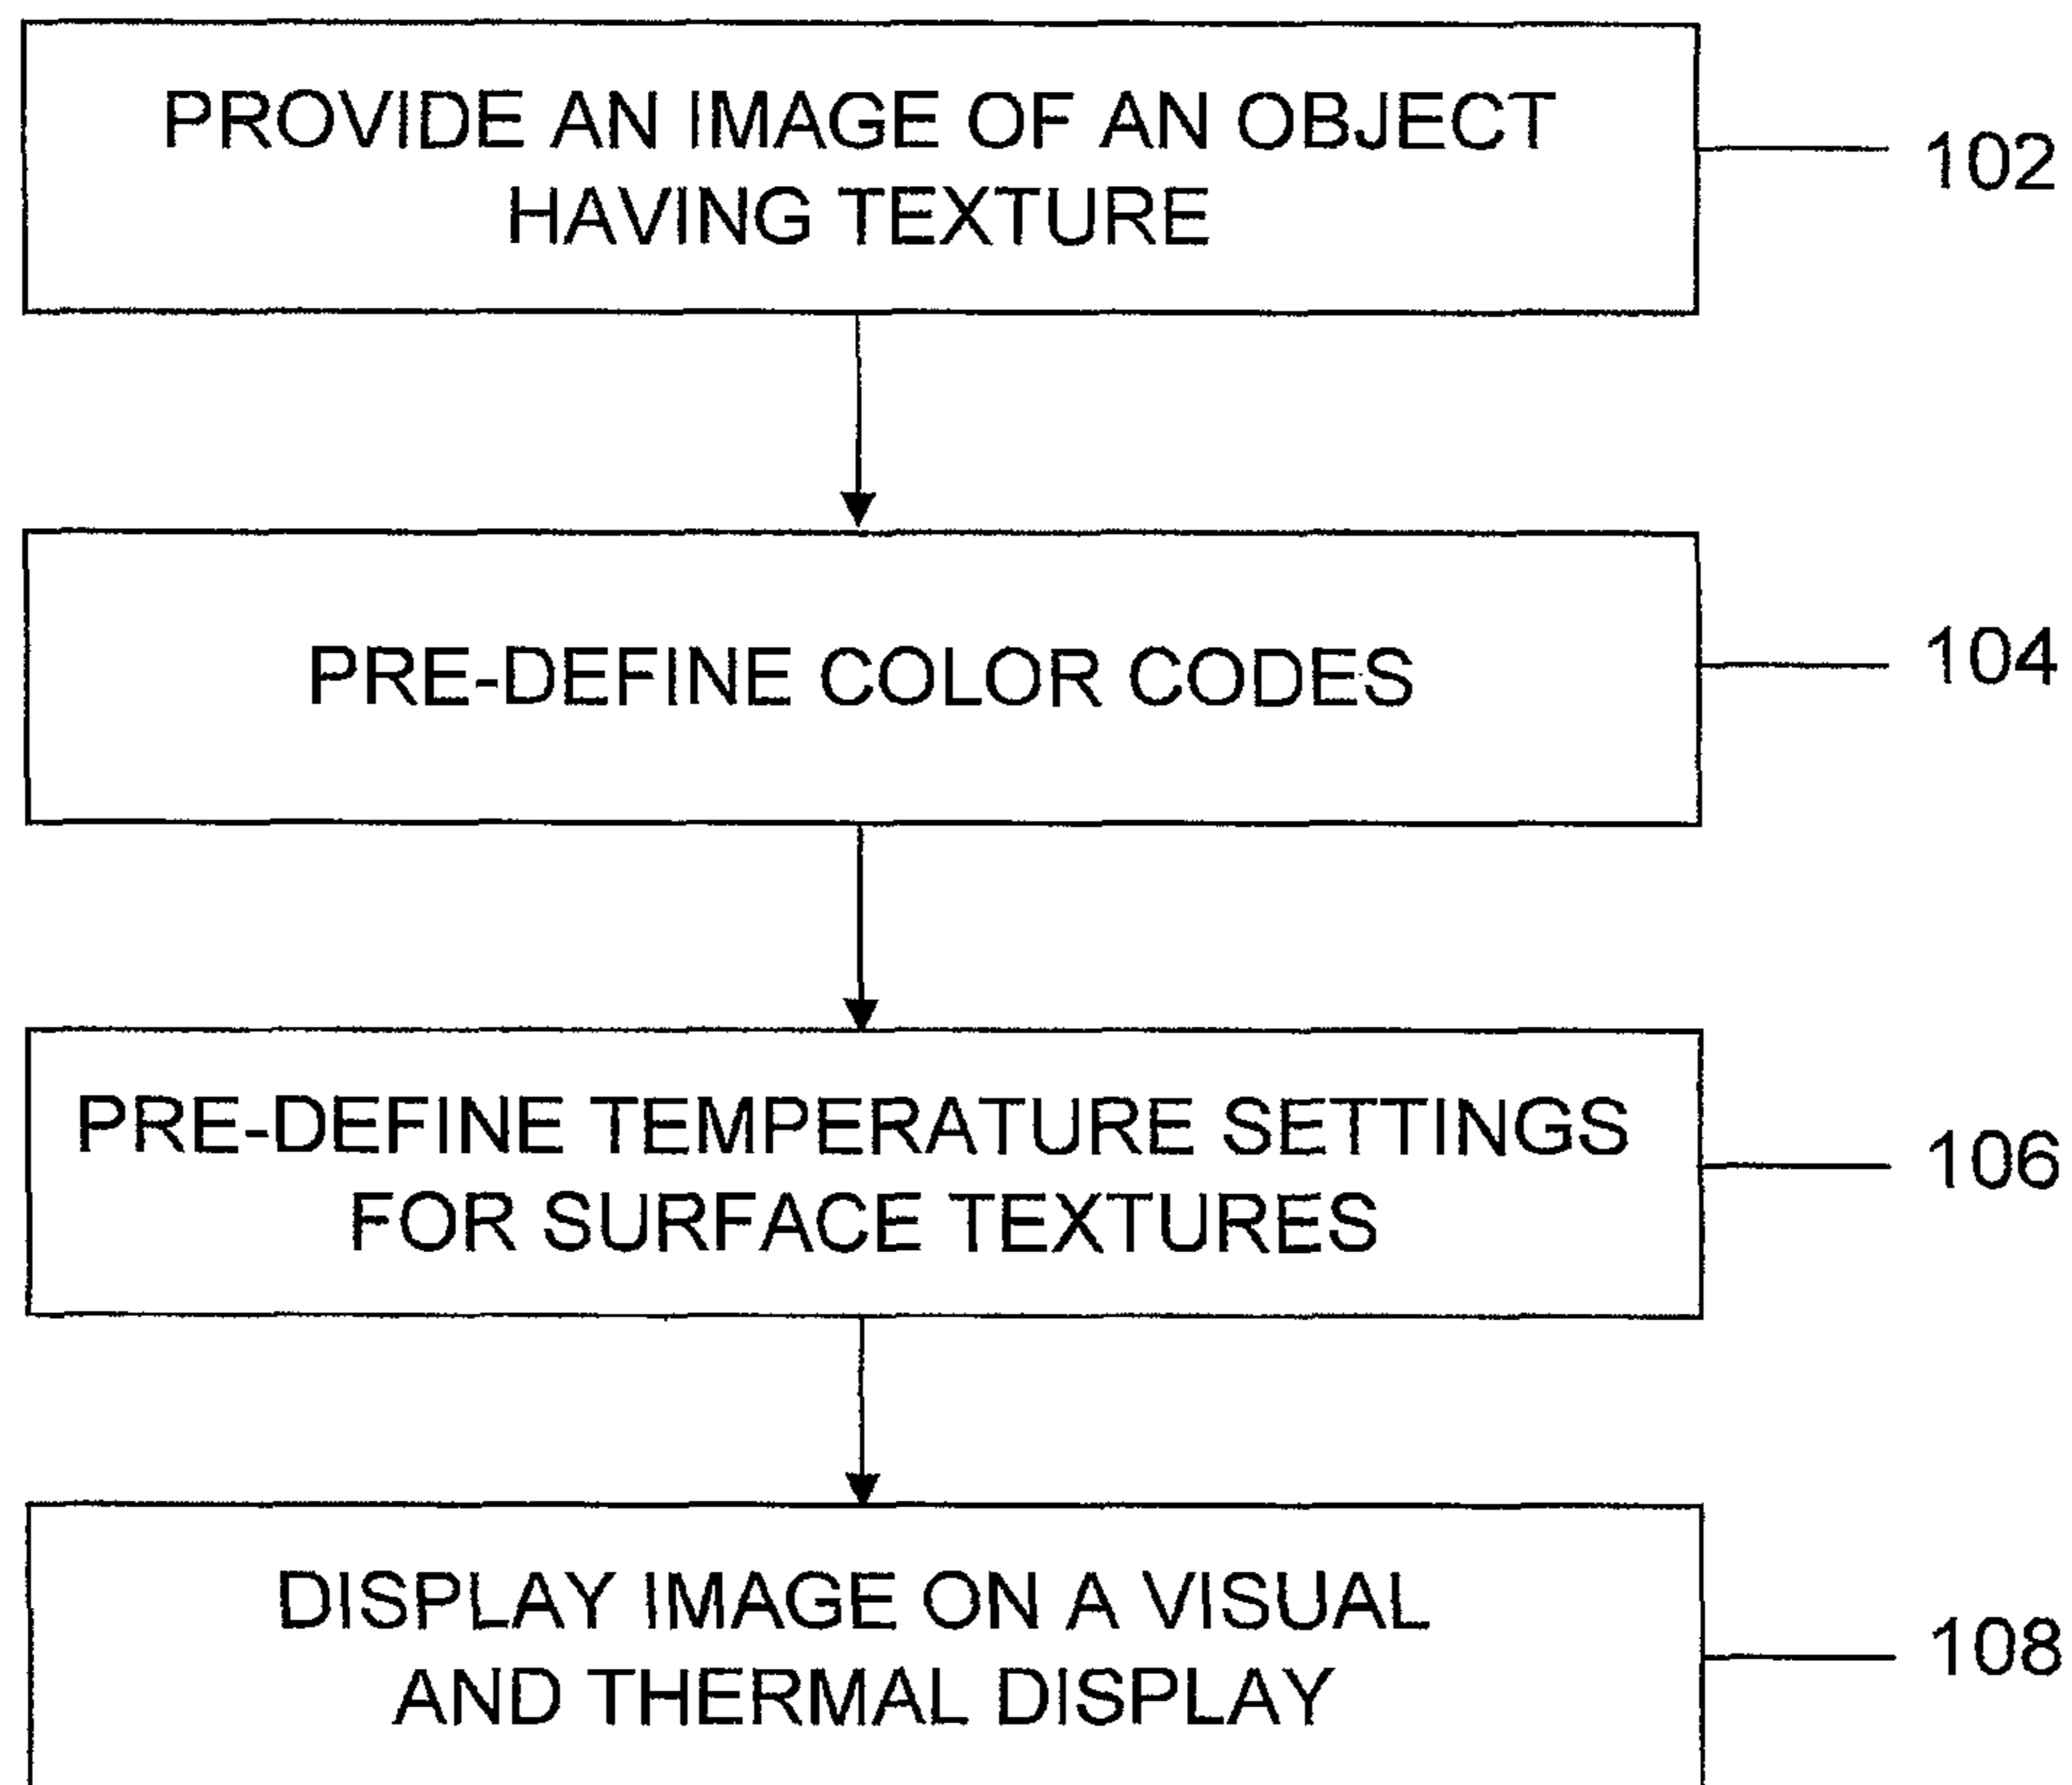 PROVIDE AN IMAGE OF AN OBJECT
HAVING TEXTURE
102
PRE-DEFINE COLOR CODES
104
PRE-DEFINE TEMPERATURE SETTINGS
FOR SURFACE TEXTURES
106
DISPLAY IMAGE ON A VISUAL
AND THERMAL DISPLAY
108